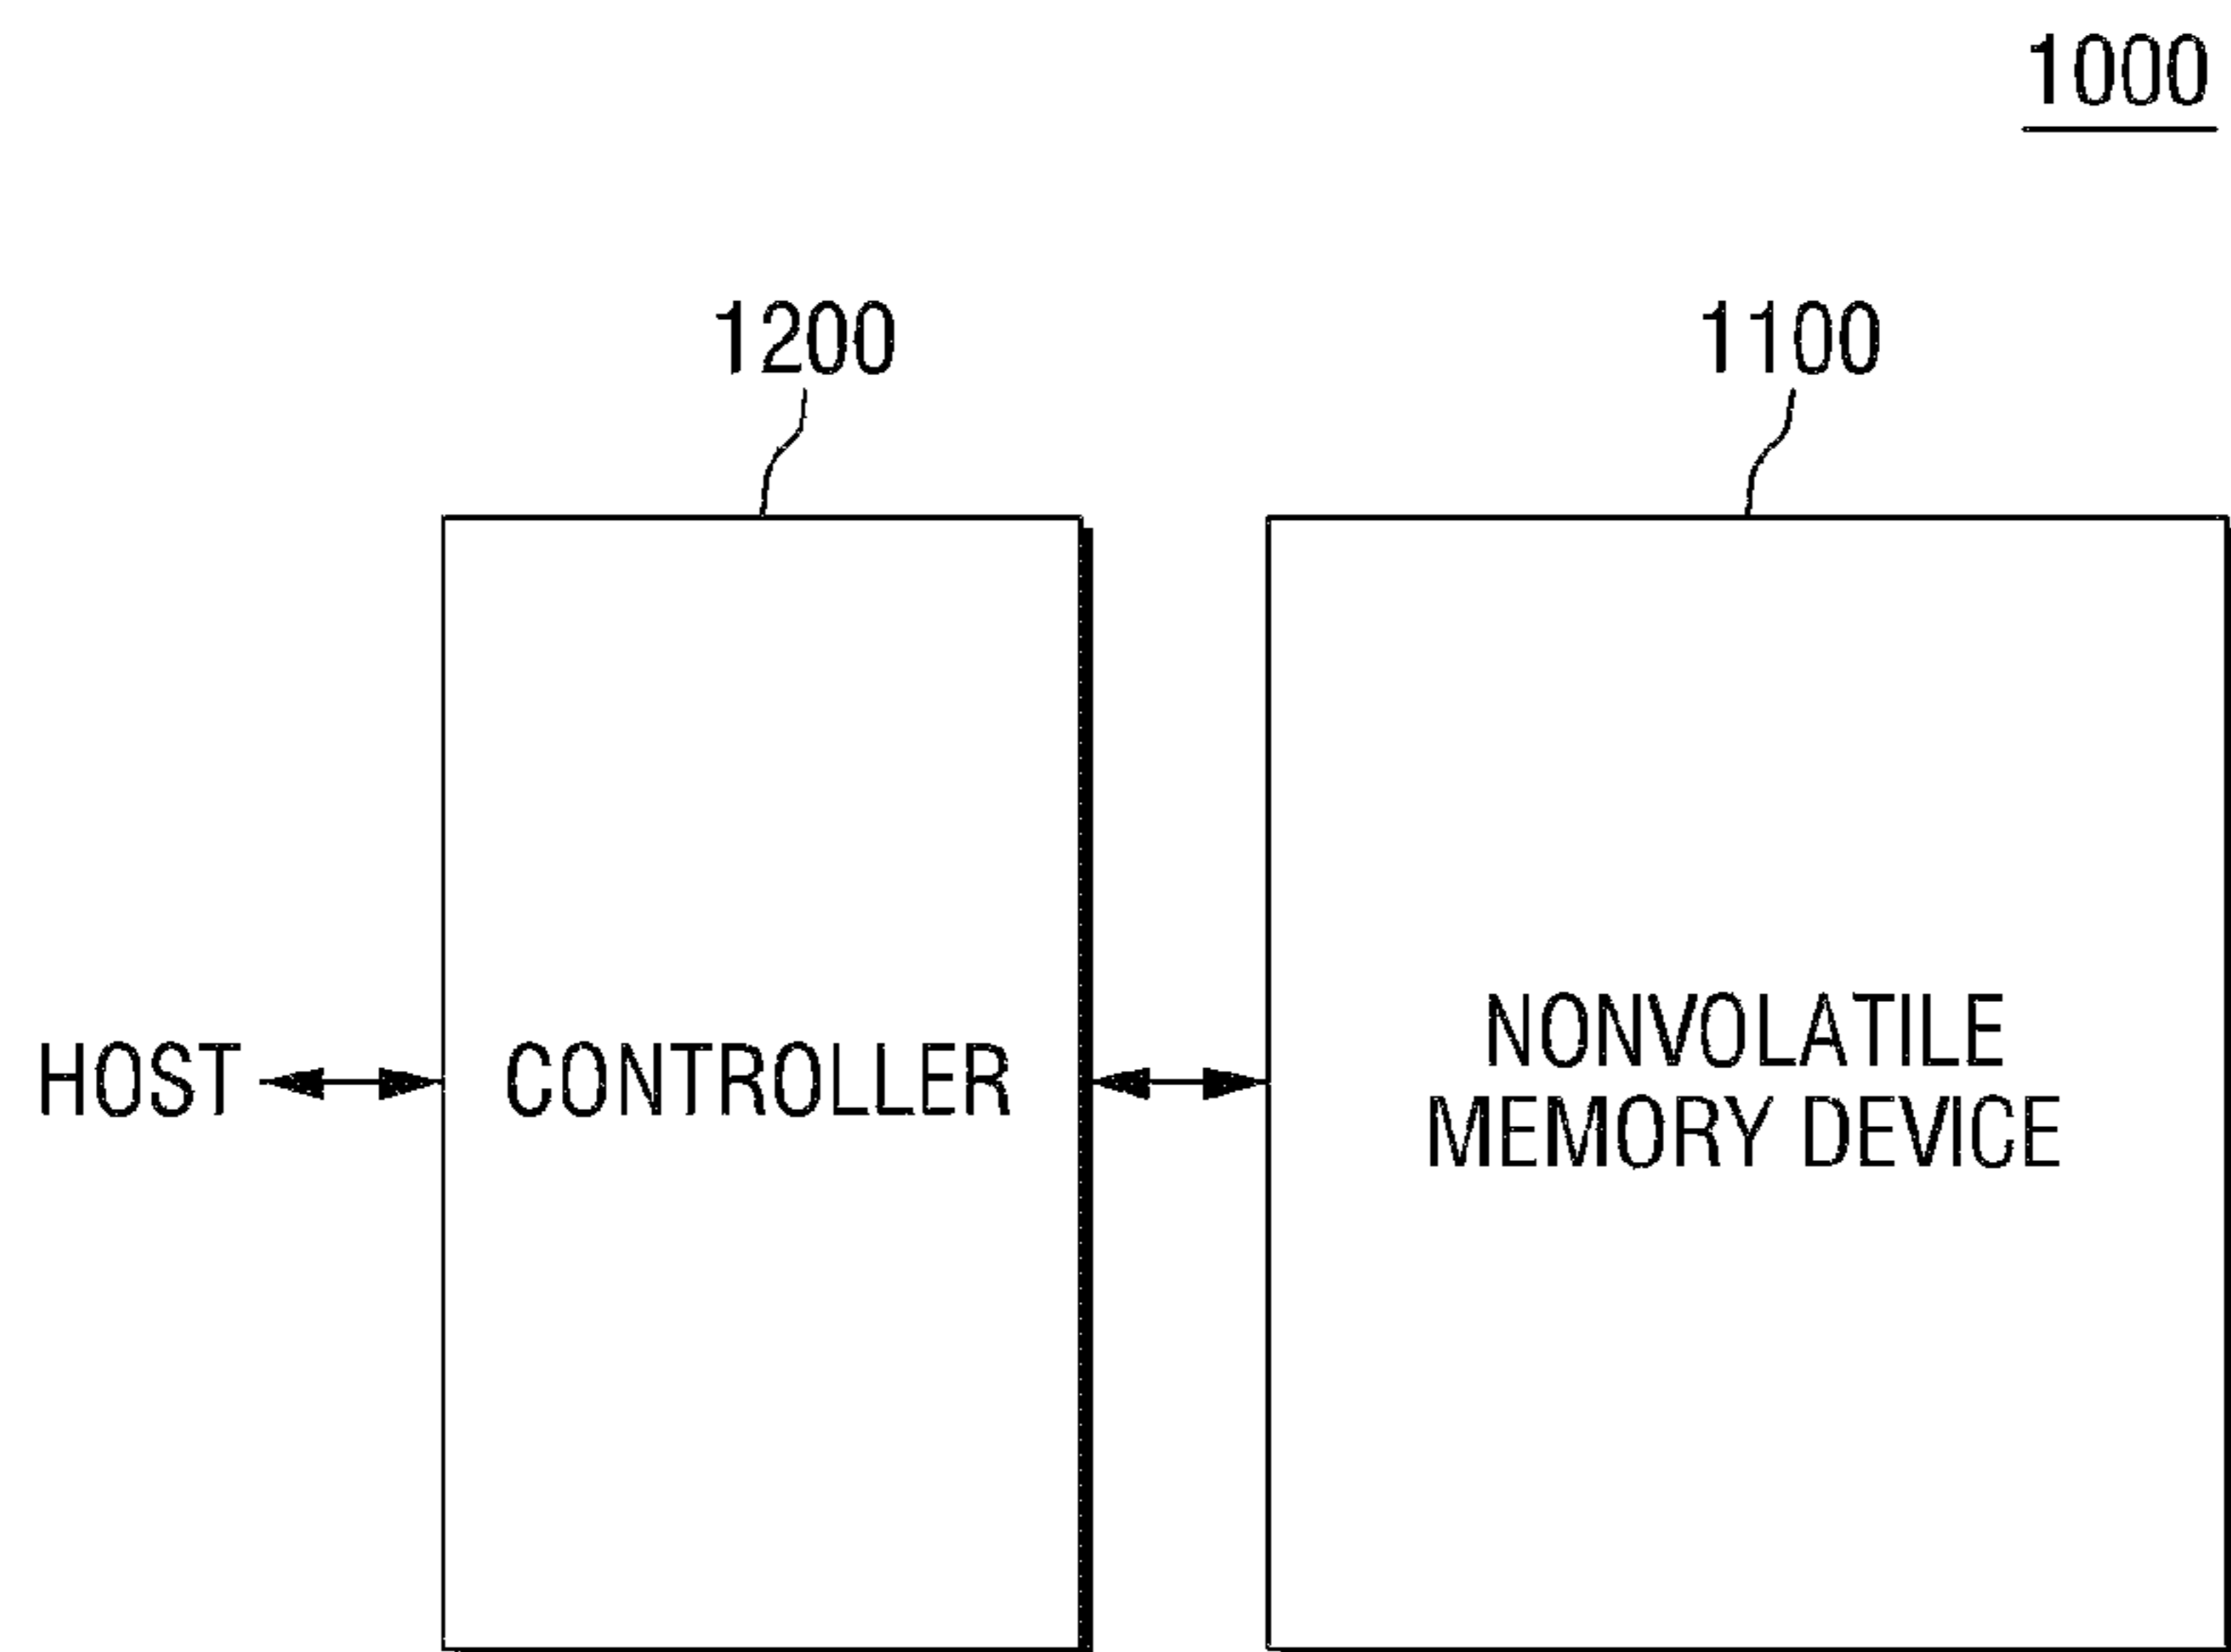 1000
1200
1100
HOST
CONTROLLER
NONVOLATILE
MEMORY DEVICE